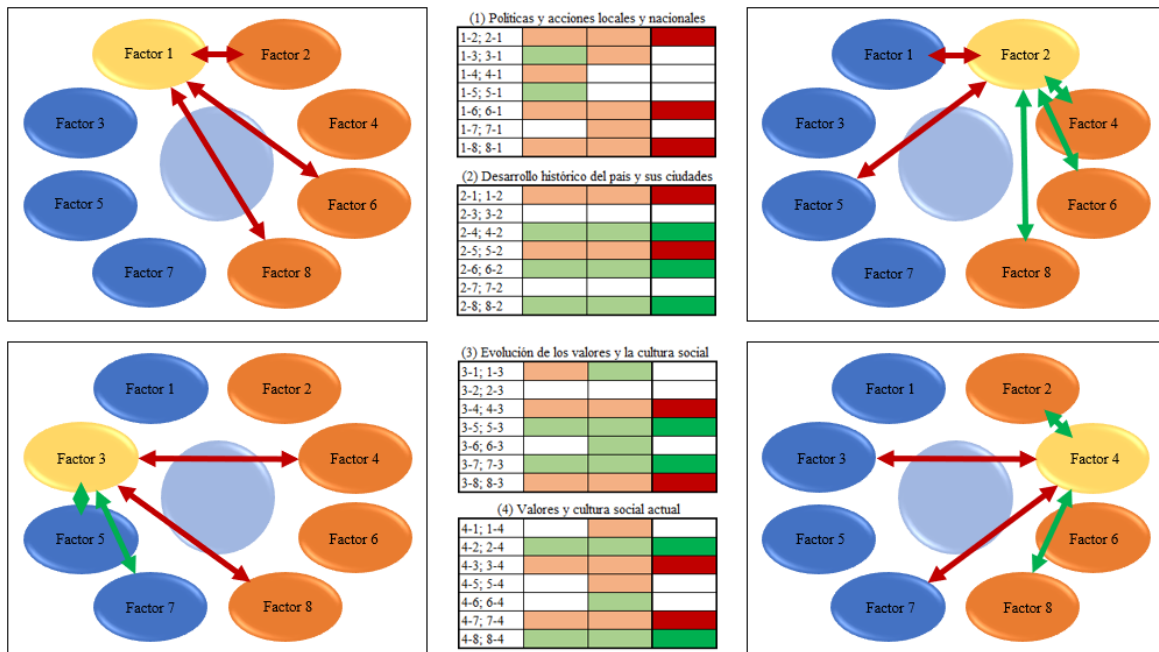 Factor 1
Factor 2
Factor 3
Factor 4
Factor 5
Factor 6
Factor 7
Factor 8
(1) Políticas y acciones locales y nacionales
1-2; 2-1
1-3; 3-1
1-4; 4-1
1-5; 5-1
1-6; 6-1
1-7; 7-1
1-8; 8-1
(2) Desarrollo histórico del pais y sus ciudades
2-1; 1-2
2-3; 3-2
2-4; 4-2
2-5; 5-2
2-6; 6-2
2-7; 7-2
2-8; 8-2
Factor 1
Factor 2
Factor 3
Factor 4
Factor 5
Factor 6
Factor 7
Factor 8
Factor 1
Factor 2
Factor 3
Factor 4
Factor 5
Factor 6
Factor 7
Factor 8
(3) Evolución de los valores y la cultura social
3-1; 1-3
3-2; 2-3
3-4; 4-3
3-5; 5-3
3-6; 6-3
3-7; 7-3
3-8; 8-3
(4) Valores y cultura social actual
4-1; 1-4
4-2; 2-4
4-3; 3-4
4-5; 5-4
4-6; 6-4
4-7; 7-4
4-8; 8-4
Factor 1
Factor 2
Factor 3
Factor 4
Factor 5
Factor 6
Factor 7
Factor 8